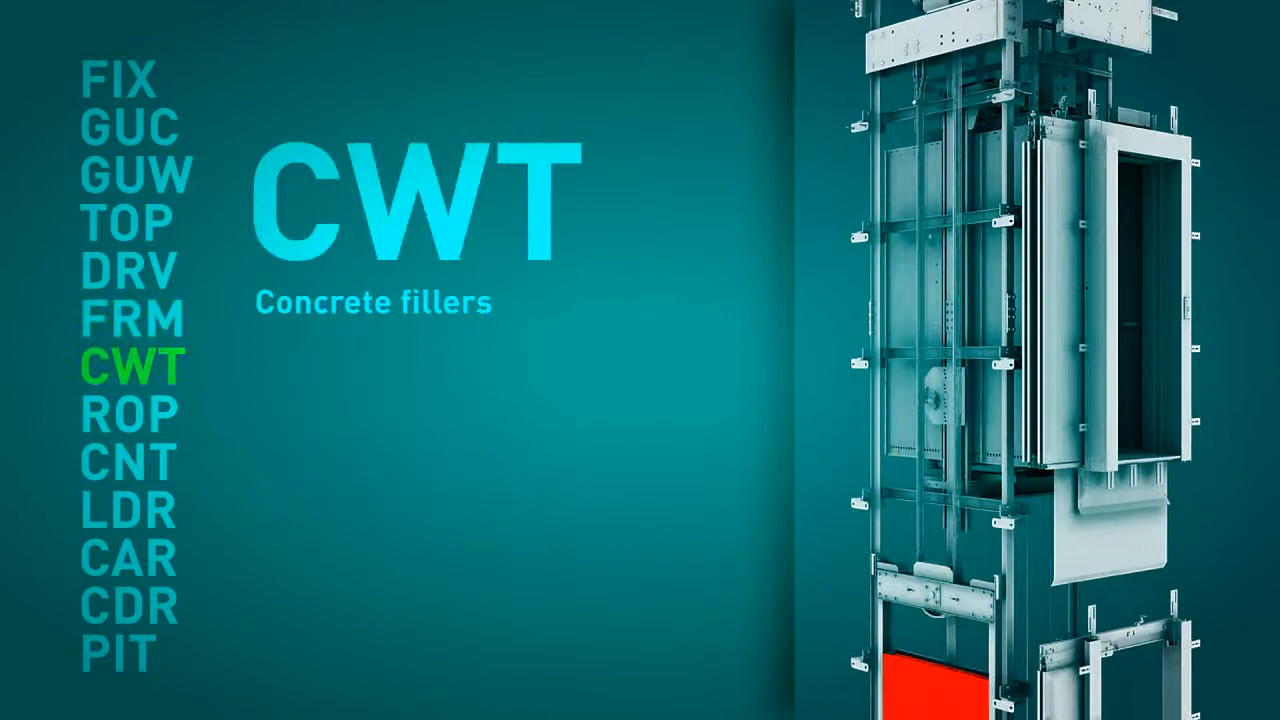 FIX
GUC
GUW
TOP
DRV
FRM
CWT
ROP
CNT
LDR
CAR
CDR
PIT
CWT
Concrete fillers